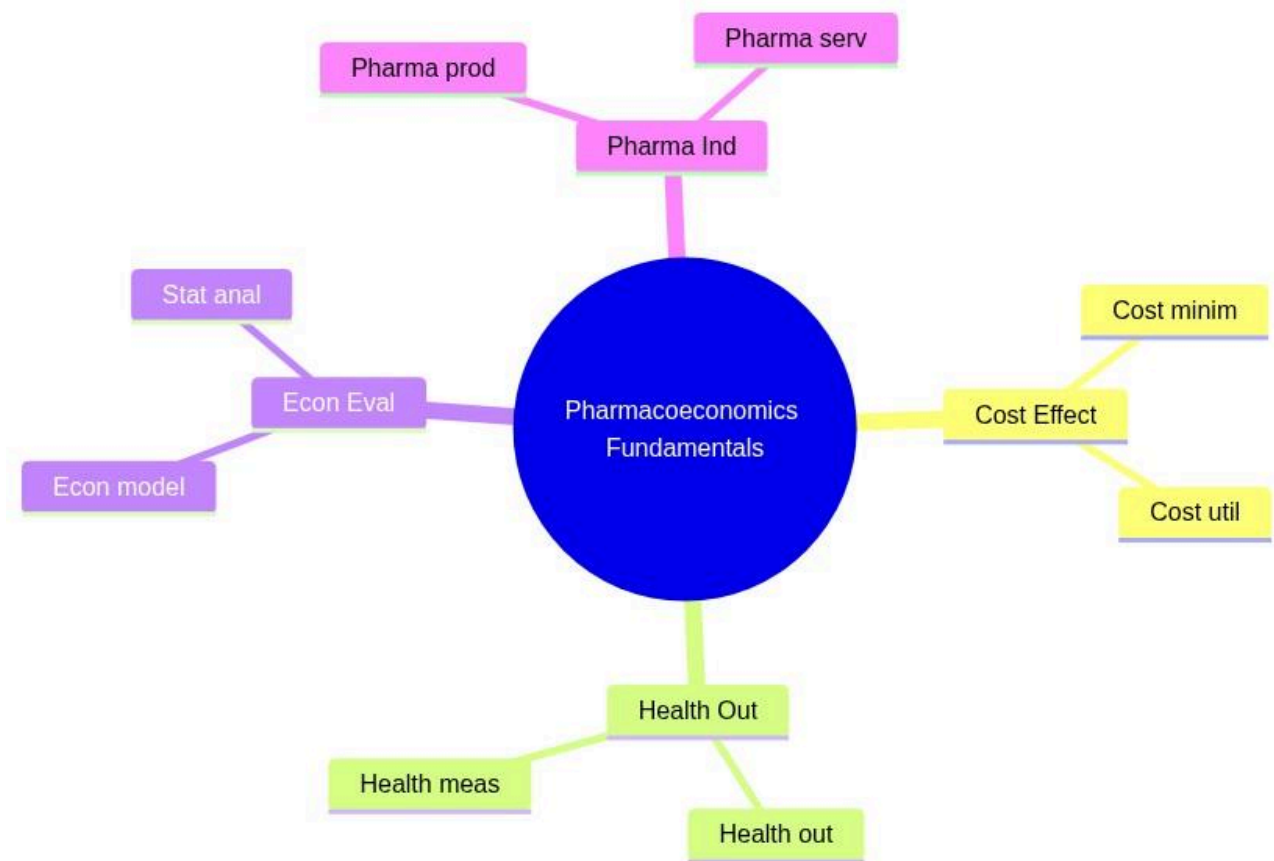 Pharma serv
Pharma prod
Pharma Ind
Stat anal
Cost minim
Econ Eval
Pharmacoeconomics
Fundamentals
Cost Effect
Econ model
Cost util
Health Out
Health meas
Health out